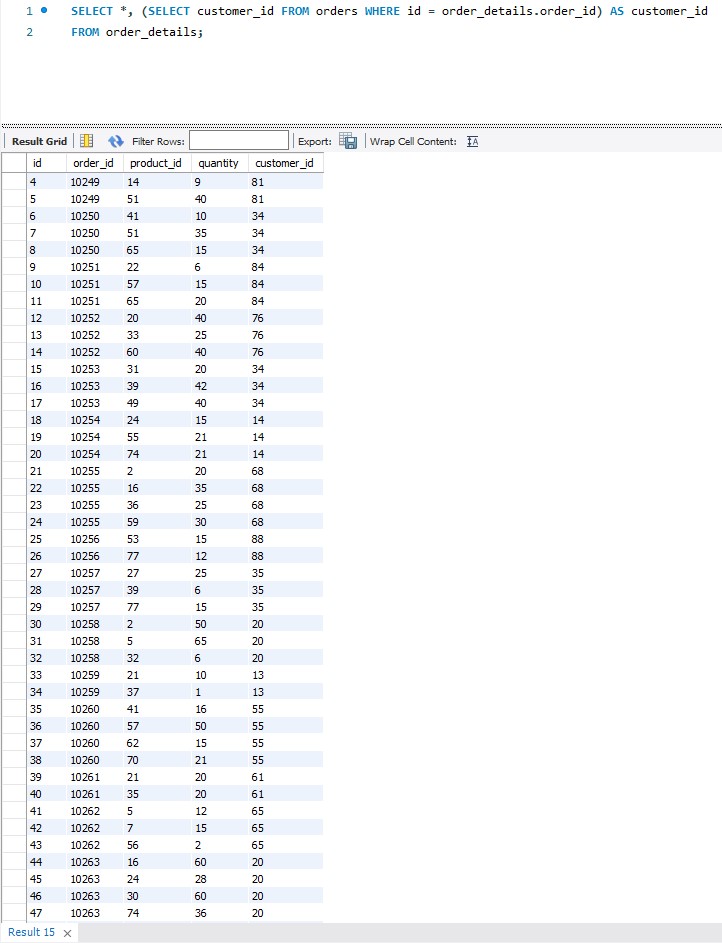 1 SELECT *, (SELECT customer_id FROM orders WHERE id = order_details.order_id) AS customer_id
2 FROM order_details;
Result Grid Filter Rows: Export: Wrap Cell Content:
id order_id product_id quantity customer_id
4 10249 14 9 81
5 10249 51 40 81
6 10250 41 10 34
7 10250 51 35 34
8 10250 65 15 34
9 10251 22 6 84
10 10251 57 15 84
11 10251 65 20 84
12 10252 20 40 76
13 10252 33 25 76
14 10252 60 40 76
15 10253 31 20 34
16 10253 39 42 34
17 10253 49 40 34
18 10254 24 15 14
19 10254 55 21 14
20 10254 74 21 14
21 10255 2 20 68
22 10255 16 35 68
23 10255 36 25 68
24 10255 59 30 68
25 10256 53 15 88
26 10256 77 12 88
27 10257 27 25 35
28 10257 39 6 35
29 10257 77 15 35
30 10258 2 50 20
31 10258 5 65 20
32 10258 32 6 20
33 10259 21 10 13
34 10259 37 1 13
35 10260 41 16 55
36 10260 57 50 55
37 10260 62 15 55
38 10260 70 21 55
39 10261 21 20 61
40 10261 35 20 61
41 10262 5 12 65
42 10262 7 15 65
43 10262 56 2 65
44 10263 16 60 20
45 10263 24 28 20
46 10263 30 60 20
47 10263 74 36 20
Result 15 ×